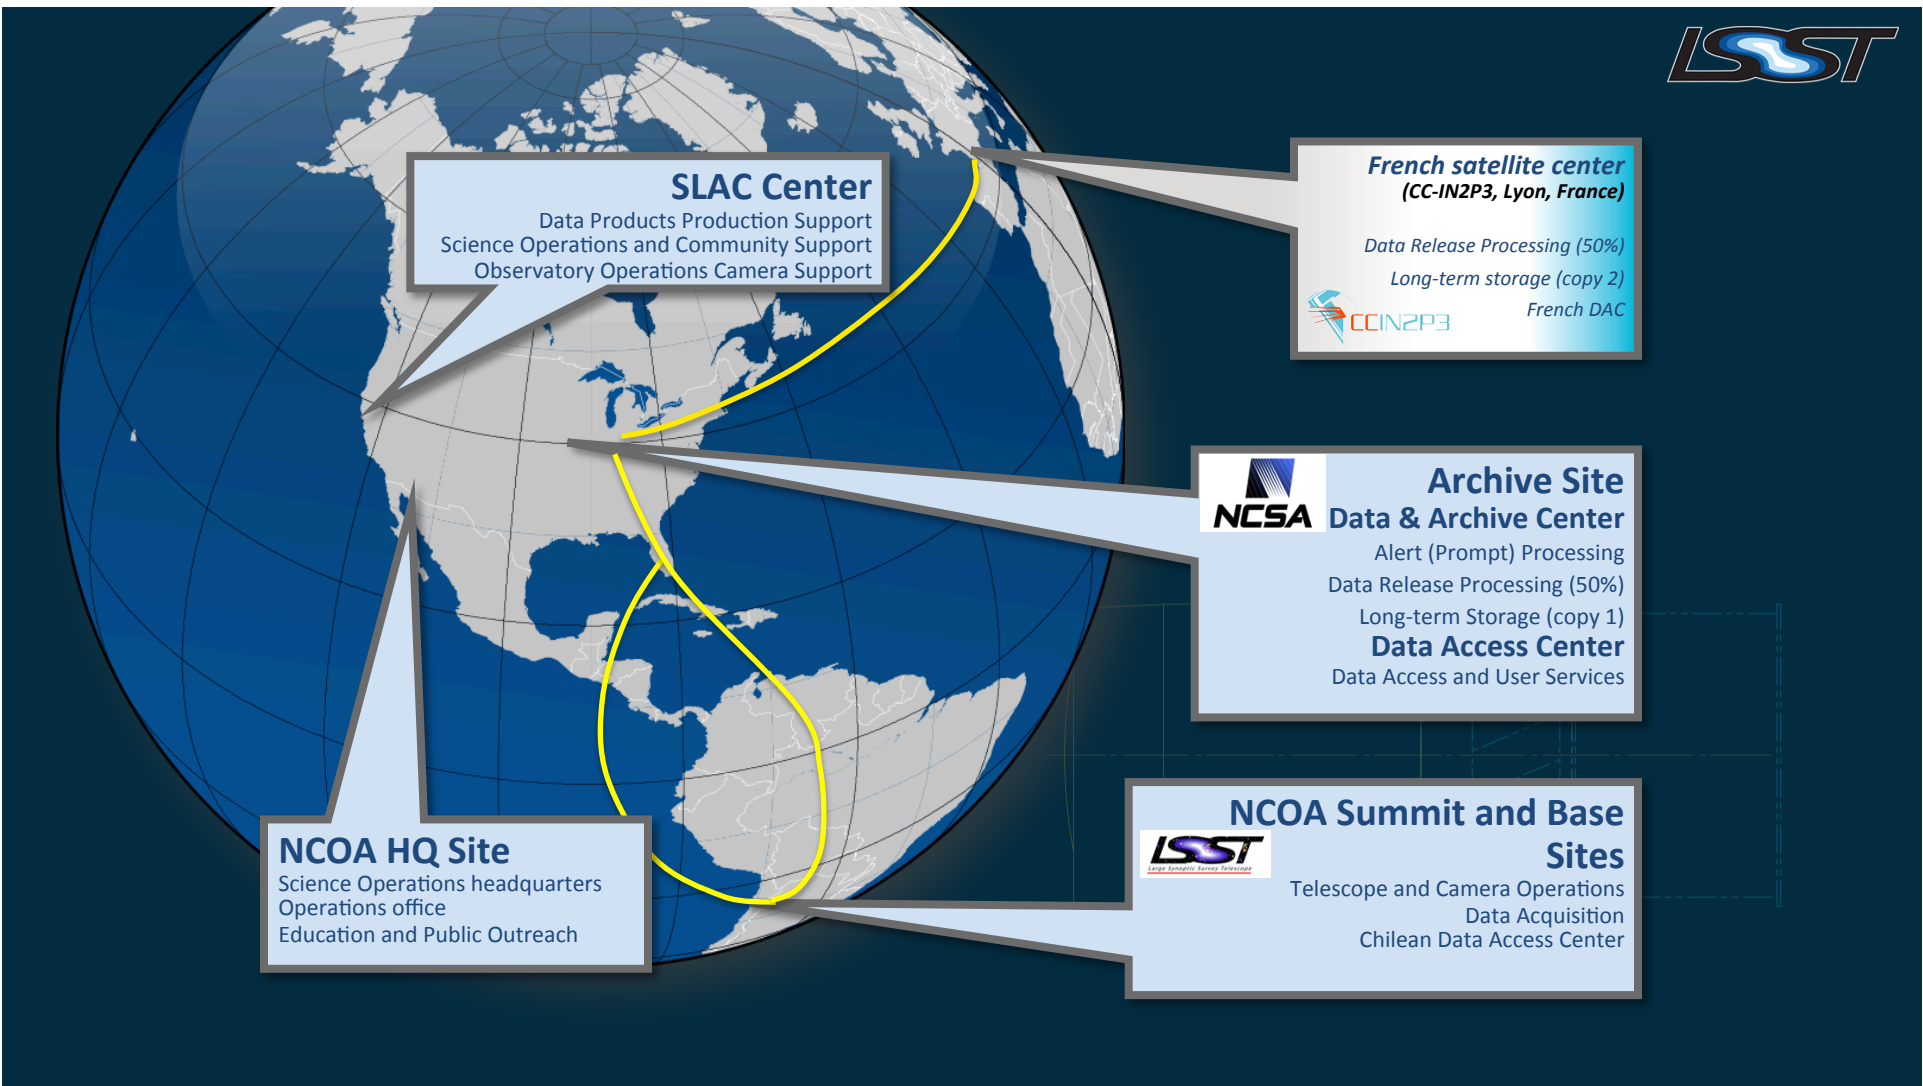 LSST
SLAC Center
Data Products Production Support
Science Operations and Community Support
Observatory Operations Camera Support
French satellite center
(CC-IN2P3, Lyon, France)
Data Release Processing (50%)
Long-term storage (copy 2)
French DAC
CCIN2P3
NCSA
Archive Site
Data & Archive Center
Alert (Prompt) Processing
Data Release Processing (50%)
Long-term Storage (copy 1)
Data Access Center
Data Access and User Services
NCOA HQ Site
Science Operations headquarters
Operations office
Education and Public Outreach
NCOA Summit and Base
Sites
LSST
Large Synoptic Survey Telescope
Telescope and Camera Operations
Data Acquisition
Chilean Data Access Center